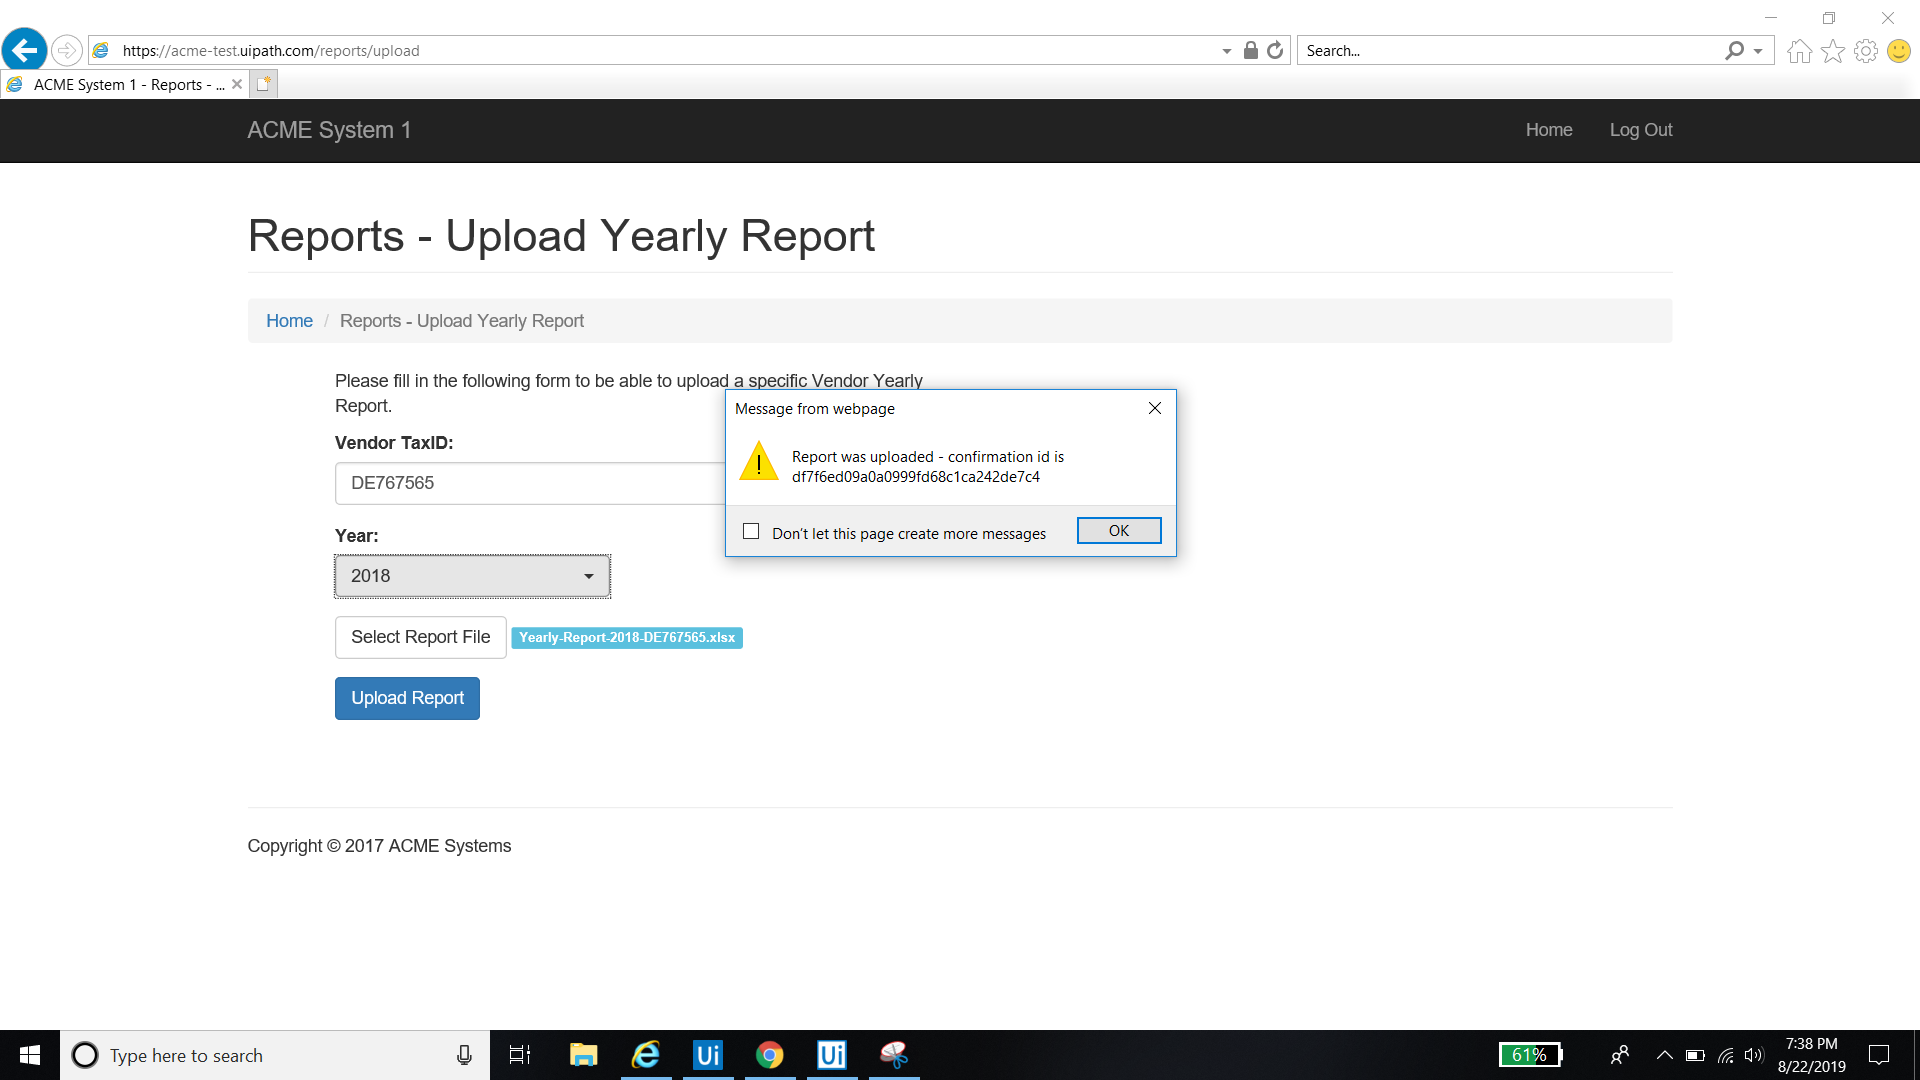 https://acme-test.uipath.com/reports/upload
Search...
ACME System 1 - Reports - ...
ACME System 1
Home
Log Out
Reports - Upload Yearly Report
Home / Reports - Upload Yearly Report
Please fill in the following form to be able to upload a specific Vendor Yearly
Report.
Message from webpage
Report was uploaded - confirmation id is
df7f6ed09a0a0999fd68c1ca242de7c4
Don't let this page create more messages
OK
Vendor TaxID:
DE767565
Year:
2018
Select Report File
Yearly-Report-2018-DE767565.xlsx
Upload Report
Copyright © 2017 ACME Systems
Type here to search
Ui
Ui
61%
7:38 PM
8/22/2019